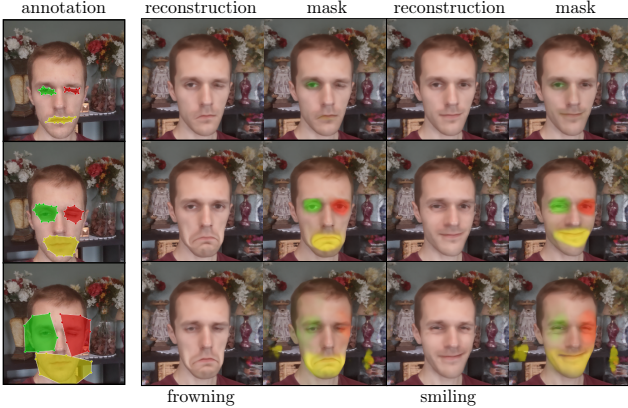 annotation reconstruction mask reconstruction mask
frowning smiling